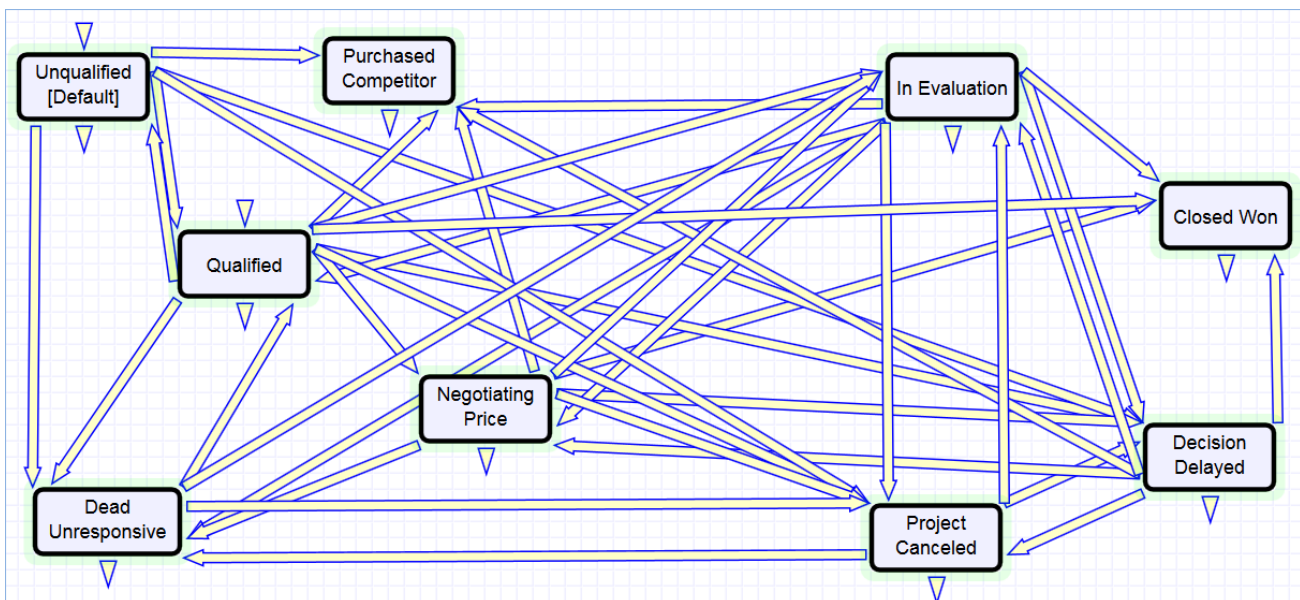 Unqualified
[Default]
Purchased
Competitor
In Evaluation
Closed Won
Qualified
Negotiating
Price
Decision
Delayed
Dead
Unresponsive
Project
Canceled